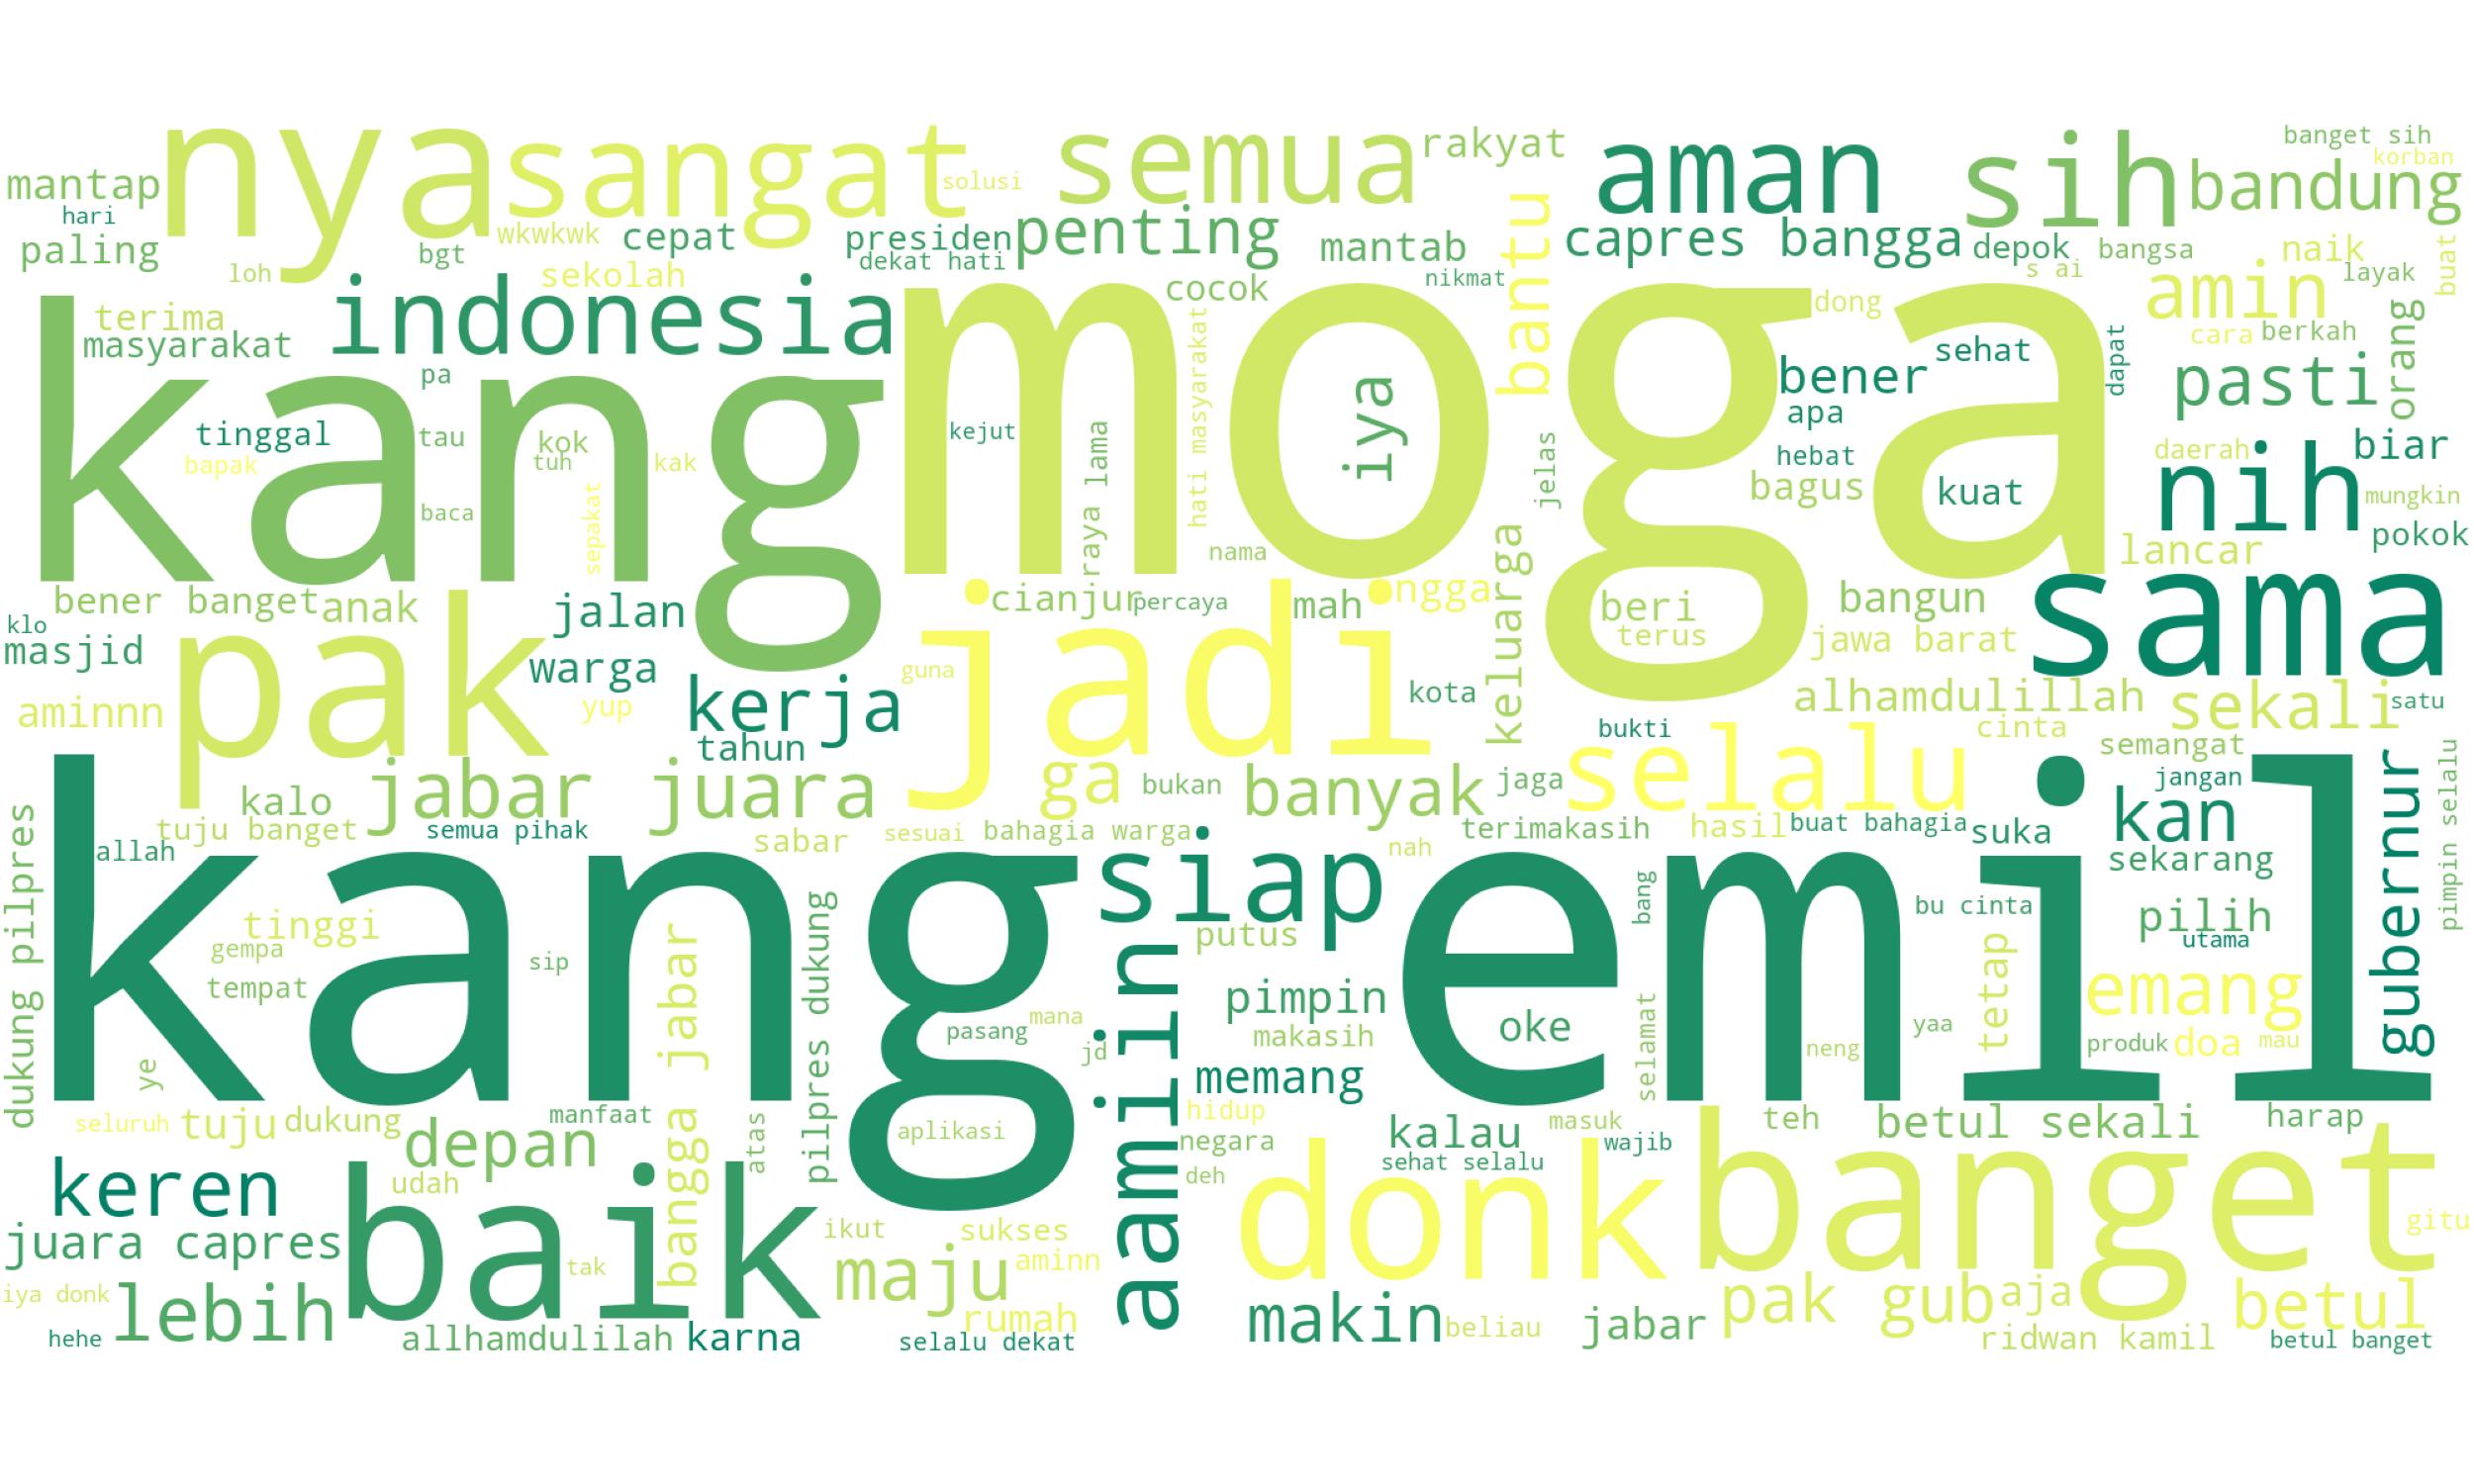 nya
sangat
semua
rakyat
aman
sih
banget sih
korban
mantap
solusi
bandung
hari
wkwkwk
cepat
presiden
penting
mantab
bantu
capres bangga
depok
bangsa
naik
buat
paling
bgt
dekat hati
loh
sekolah
cocok
nikmat
s ai
amin
layak
indonesia
kang
moga
dong
terima
masyarakat
cara
berkah
orang
sehat
dapat
pa
hati masyarakat
iya
bener
pasti
apa
tinggal
tau
kok
kejut
raya lama
jelas
hebat
daerah
biar
bapak
tuh
kak
bagus
kuat
nih
mungkin
baca
sepakat
nama
keluarga
pokok
lancar
sama
bener banget
anak
jalan
cianjur
percaya
mah
ngga
beri
bangun
klo
masjid
pak
jadi
terus
jawa barat
warga
guna
kota
alhamdulillah
sekali
satu
aminnn
yup
kerja
tahun
bukti
cinta
selalu
semangat
gubernur
pimpin selalu
kang emil
jabar juara
ga
bukan
banyak
jaga
jangan
kalo
kan
dukung pilpres
tuju banget
semua pihak
sabar
sesuai
bahagia warga
siap
nah
terimakasih
hasil
buat bahagia
suka
allah
sekarang
tinggi
gempa
sip
bangga jabar
pilpres dukung
putus
bang
bu cinta
pilih
utama
tempat
aamiin
pimpin
tetap
emang
pasang
mana
makasih
oke
selamat
yaa
neng
produk
doa
mau
jd
ye
memang
seluruh
tuju
dukung
manfaat
atas
aplikasi
hidup
masuk
teh
betul sekali
harap
depan
negara
kalau
wajib
sehat selalu
banget
keren
baik
udah
deh
donk
juara capres
ikut
sukses
gitu
tak
maju
aminn
iya donk
lebih
rumah
makin
beliau
jabar
pak gub
aja
betul
hehe
allhamdulilah
karna
selalu dekat
ridwan kamil
betul banget